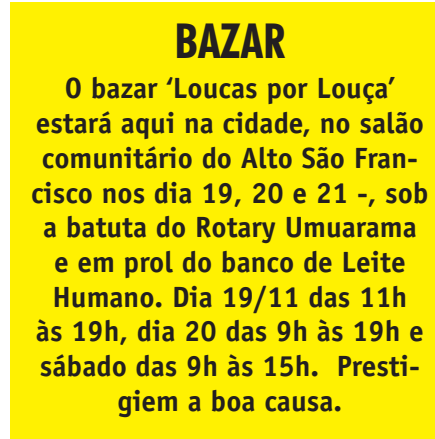 BAZAR
O bazar ‘Loucas por Louça’
estará aqui na cidade, no salão
comunitário do Alto São Fran-
cisco nos dia 19, 20 e 21 -, sob
a batuta do Rotary Umuarama
e em prol do banco de Leite
Humano. Dia 19/11 das 11h
às 19h, dia 20 das 9h às 19h e
sábado das 9h às 15h.  Presti-
giem a boa causa.